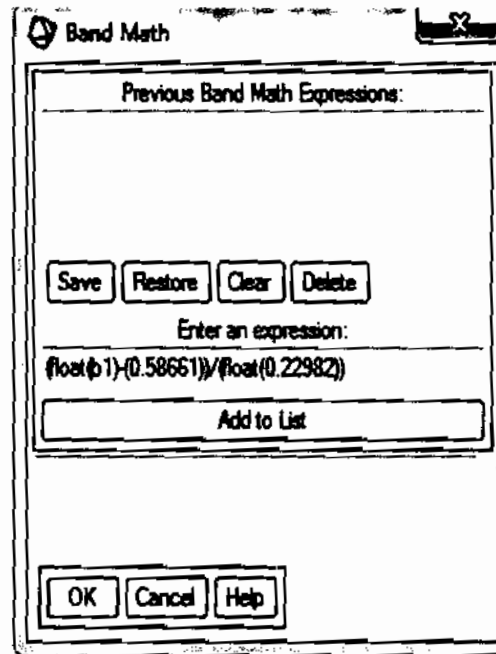 Band Math
X
Previous Band Math Expressions:
Save Restore Clear Delete
Enter an expression:
(float(b1)-(0.58661))/(float(0.22982))
Add to List
OK Cancel Help